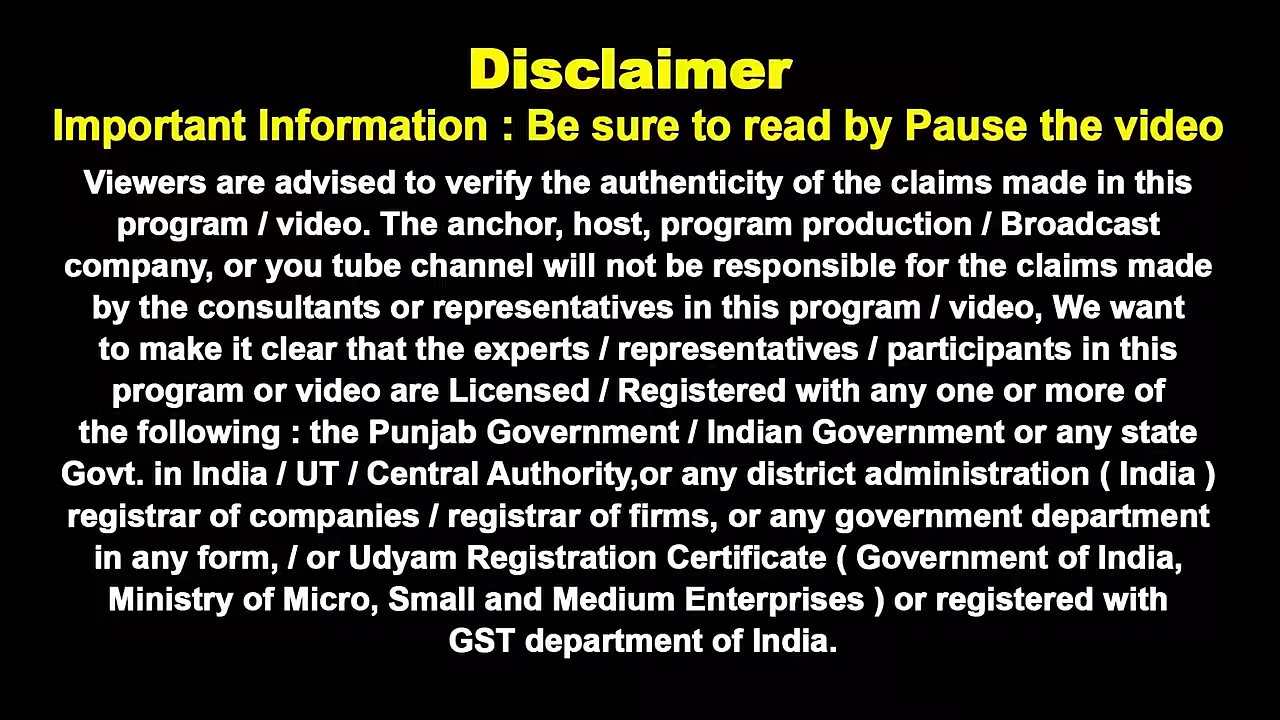 Disclaimer
Important Information : Be sure to read by Pause the video
Viewers are advised to verify the authenticity of the claims made in this
program / video. The anchor, host, program production / Broadcast
company, or you tube channel will not be responsible for the claims made
by the consultants or representatives in this program / video, We want
to make it clear that the experts / representatives / participants in this
program or video are Licensed / Registered with any one or more of
the following : the Punjab Government / Indian Government or any state
Govt. in India / UT / Central Authority,or any district administration ( India )
registrar of companies / registrar of firms, or any government department
in any form, / or Udyam Registration Certificate ( Government of India,
Ministry of Micro, Small and Medium Enterprises ) or registered with
GST department of India.